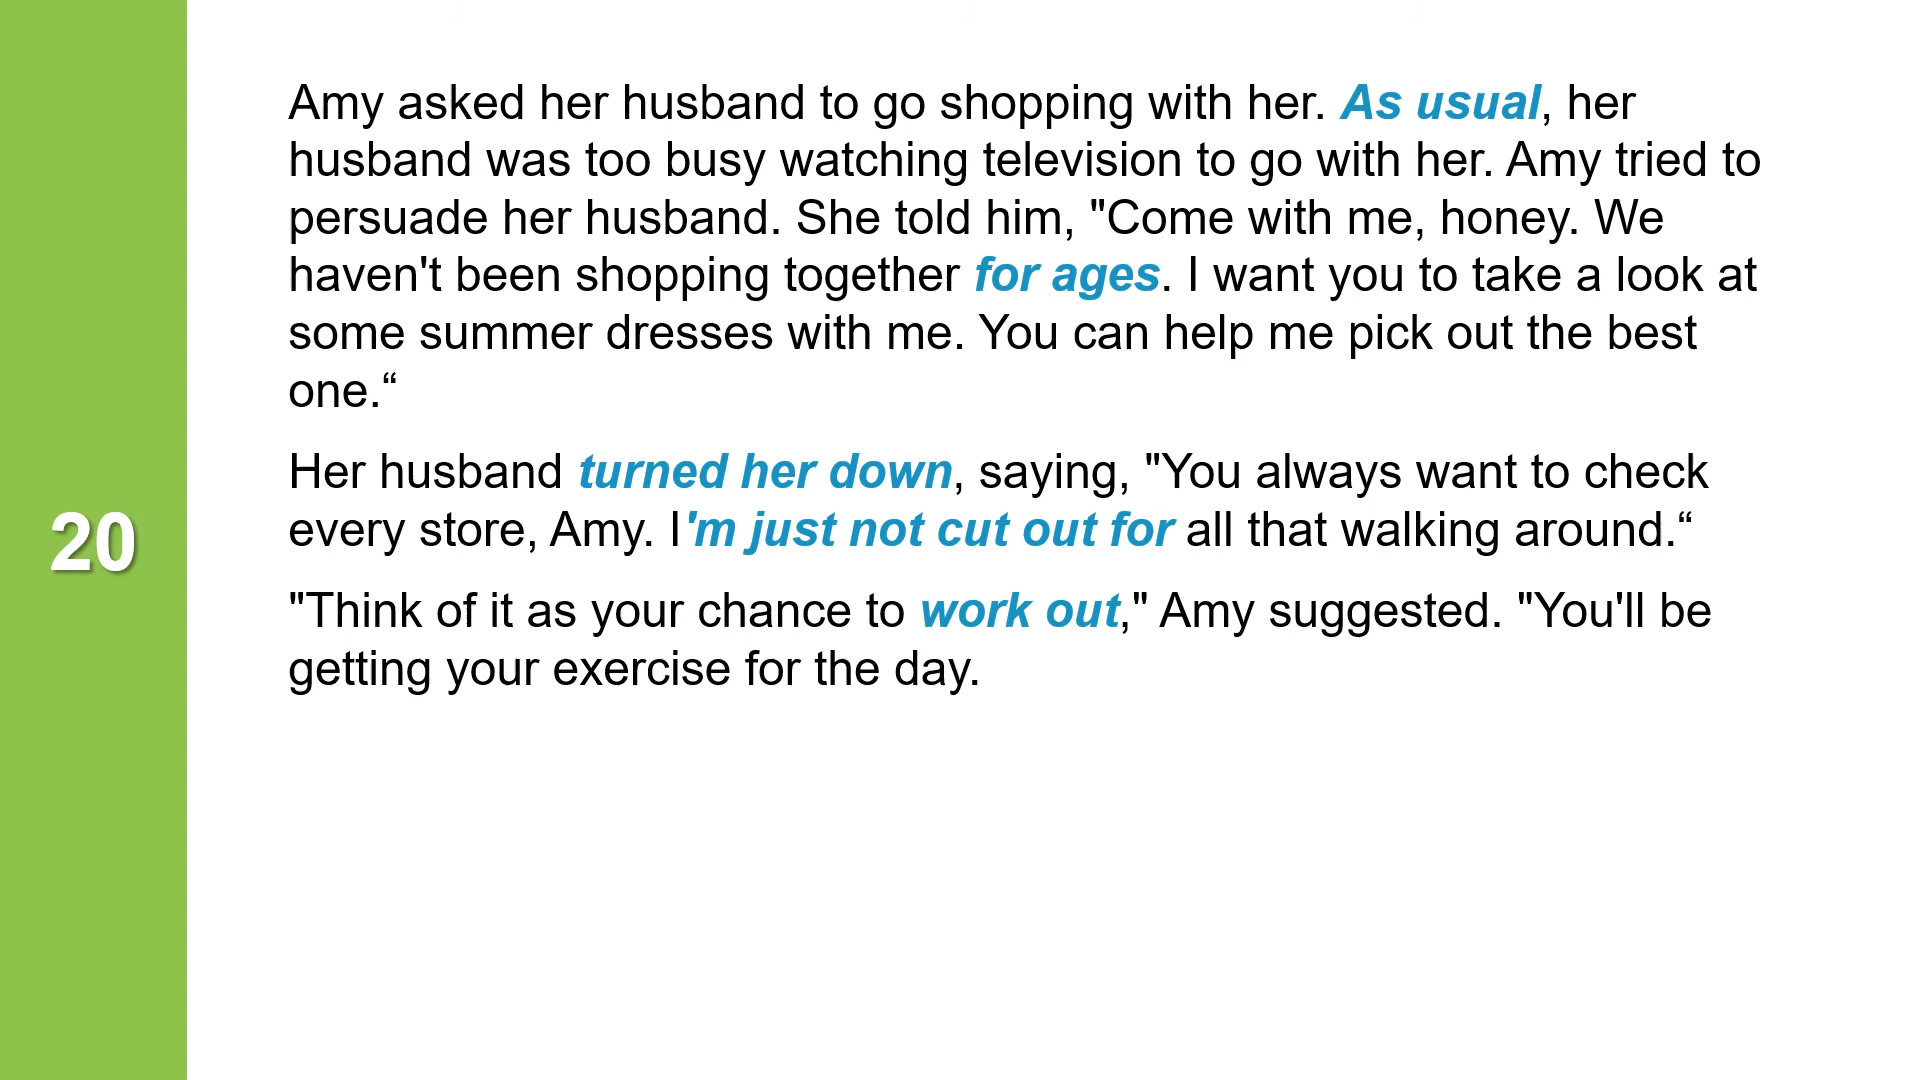 Amy asked her husband to go shopping with her. As usual, her
husband was too busy watching television to go with her. Amy tried to
persuade her husband. She told him, "Come with me, honey. We
haven't been shopping together for ages. I want you to take a look at
some summer dresses with me. You can help me pick out the best
one.“
Her husband turned her down, saying, "You always want to check
every store, Amy. I'm just not cut out for all that walking around.“
20
"Think of it as your chance to work out," Amy suggested. "You'll be
getting your exercise for the day.